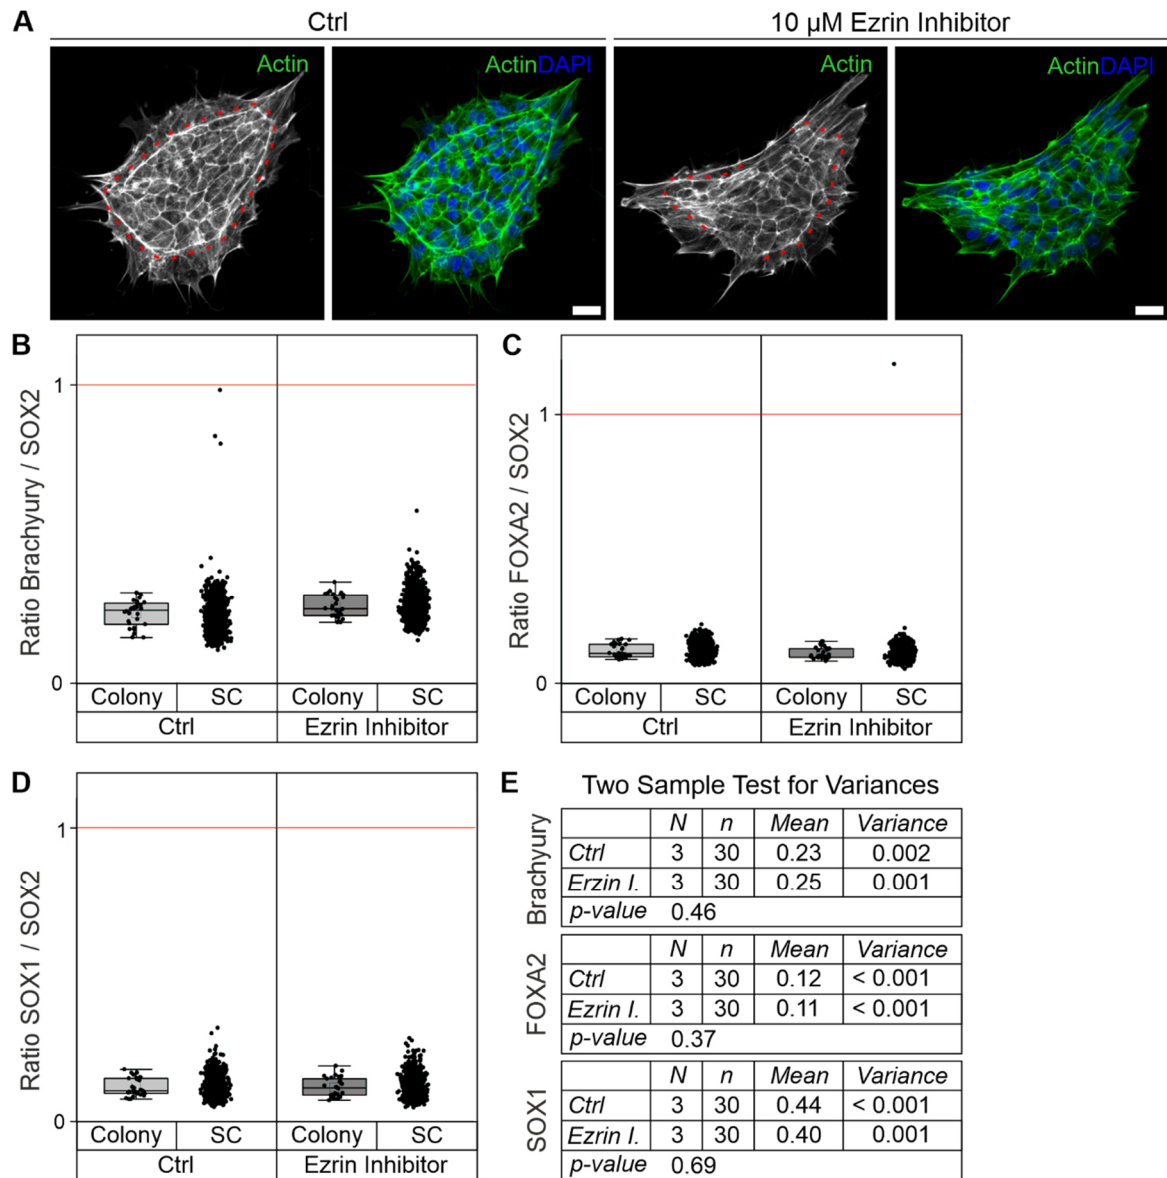 A
Ctrl
10 µM Ezrin Inhibitor
Actin
ActinDAPI
Actin
ActinDAPI
B
Ratio Brachyury / SOX2
1
0
Colony SC Colony SC
Ctrl Ezrin Inhibitor
C
Ratio FOXA2 / SOX2
1
0
Colony SC Colony SC
Ctrl Ezrin Inhibitor
D
Ratio SOX1 / SOX2
1
0
Colony SC Colony SC
Ctrl Ezrin Inhibitor
E
Two Sample Test for Variances
Brachyury
N n Mean Variance
Ctrl 3 30 0.23 0.002
Erzin I. 3 30 0.25 0.001
p-value 0.46
FOXA2
N n Mean Variance
Ctrl 3 30 0.12 < 0.001
Ezrin I. 3 30 0.11 < 0.001
p-value 0.37
SOX1
N n Mean Variance
Ctrl 3 30 0.44 < 0.001
Ezrin I. 3 30 0.40 0.001
p-value 0.69